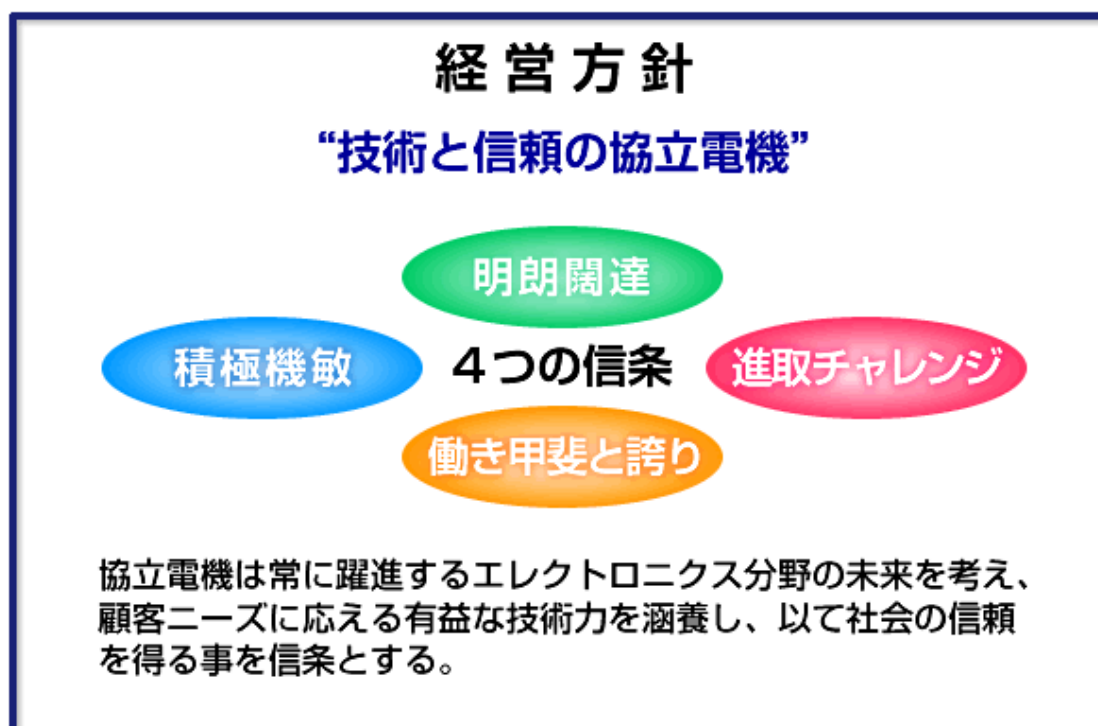 経営方針
“技術と信頼の協立電機”
明朗闊達
積極機敏
４つの信条
進取チャレンジ
働き甲斐と誇り
協立電機は常に躍進するエレクトロニクス分野の未来を考え、
顧客ニーズに応える有益な技術力を涵養し、以て社会の信頼
を得る事を信条とする。